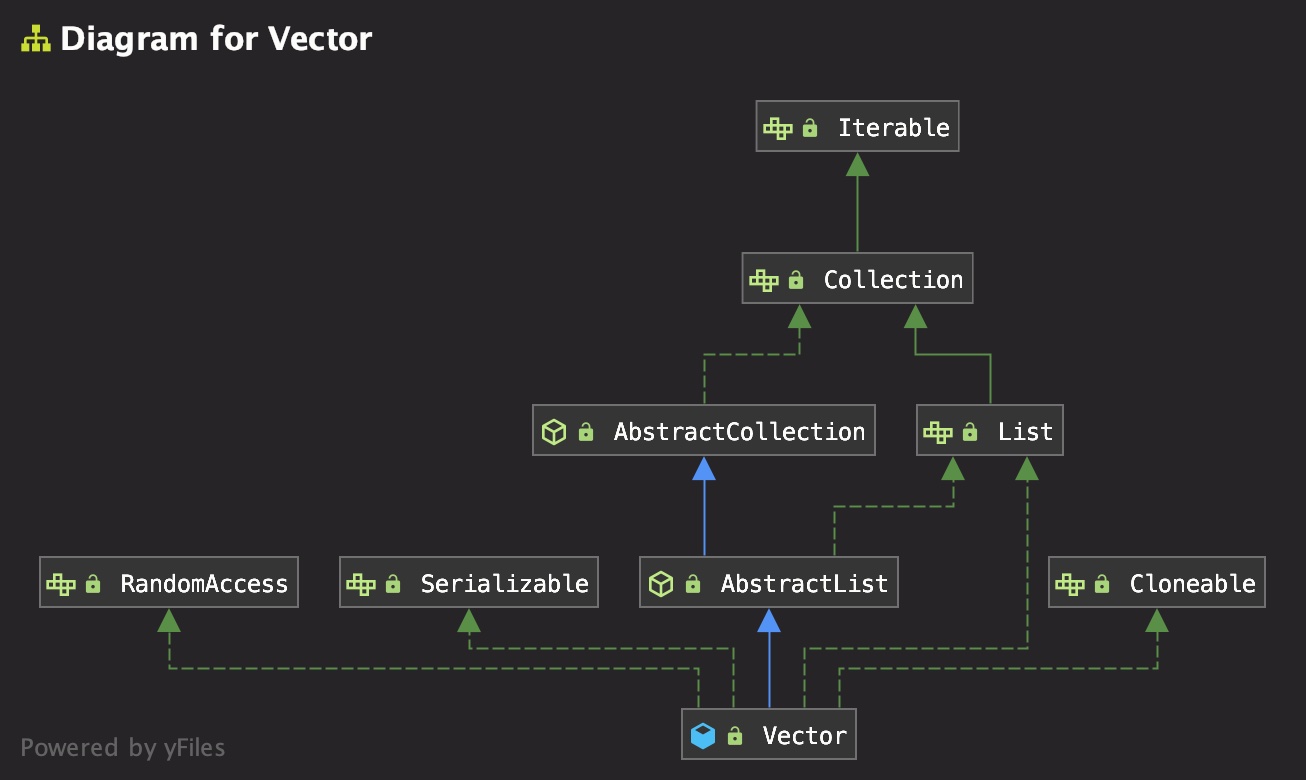 Diagram for Vector
Iterable
Collection
AbstractCollection
List
RandomAccess
Serializable
AbstractList
Cloneable
Vector
Powered by yFiles